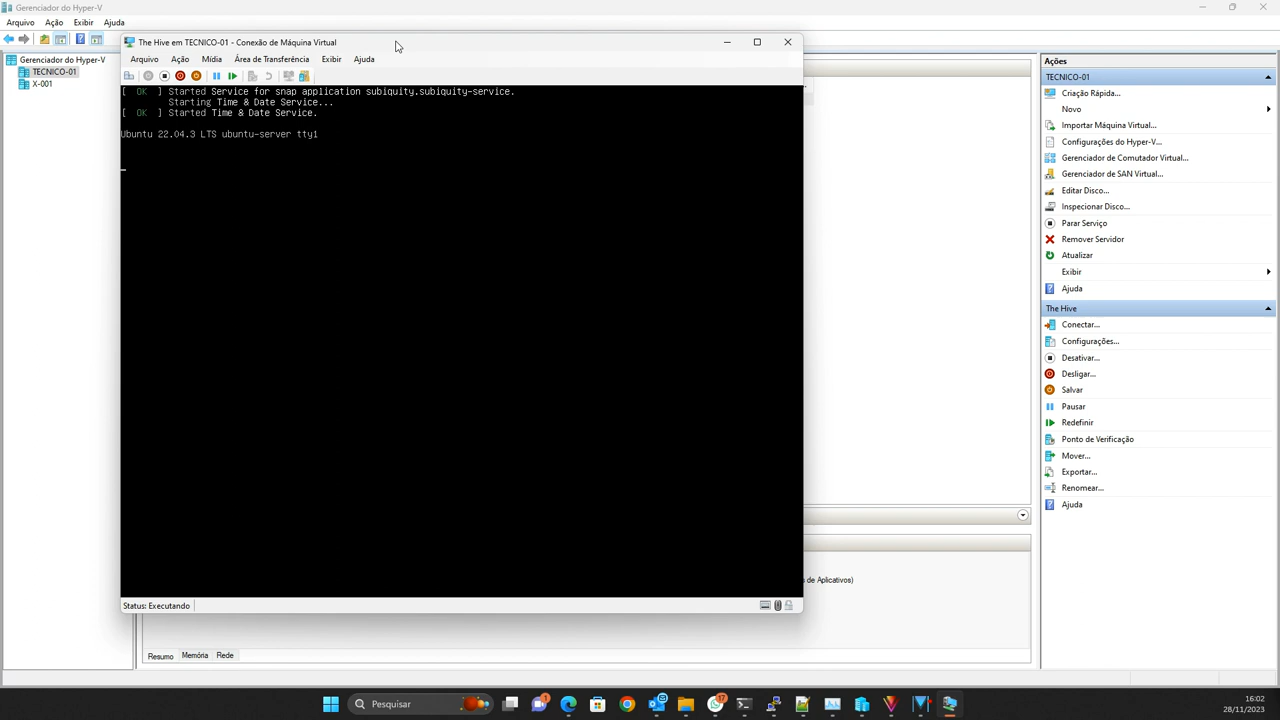 Gerenciador do Hyper-V
Arquivo Ação Exibir Ajuda
Gerenciador do Hyper-V
TECNICO-01
X-001
The Hive em TECNICO-01 - Conexão de Máquina Virtual
Arquivo Ação Mídia Área de Transferência Exibir Ajuda
[ OK ] Started Service for snap application subiquity.subiquity-service.
Starting Time & Date Service...
[ OK ] Started Time & Date Service.
Ubuntu 22.04.3 LTS ubuntu-server tty1
Status: Executando
s de Aplicativos)
Resumo Memória Rede
Ações
TECNICO-01
Criação Rápida...
Novo
Importar Máquina Virtual...
Configurações do Hyper-V...
Gerenciador de Comutador Virtual...
Gerenciador de SAN Virtual...
Editar Disco...
Inspecionar Disco...
Parar Serviço
Remover Servidor
Atualizar
Exibir
Ajuda
The Hive
Conectar...
Configurações...
Desativar...
Desligar...
Salvar
Pausar
Redefinir
Ponto de Verificação
Mover...
Exportar...
Renomear...
Ajuda
Pesquisar
17
16:02
28/11/2023